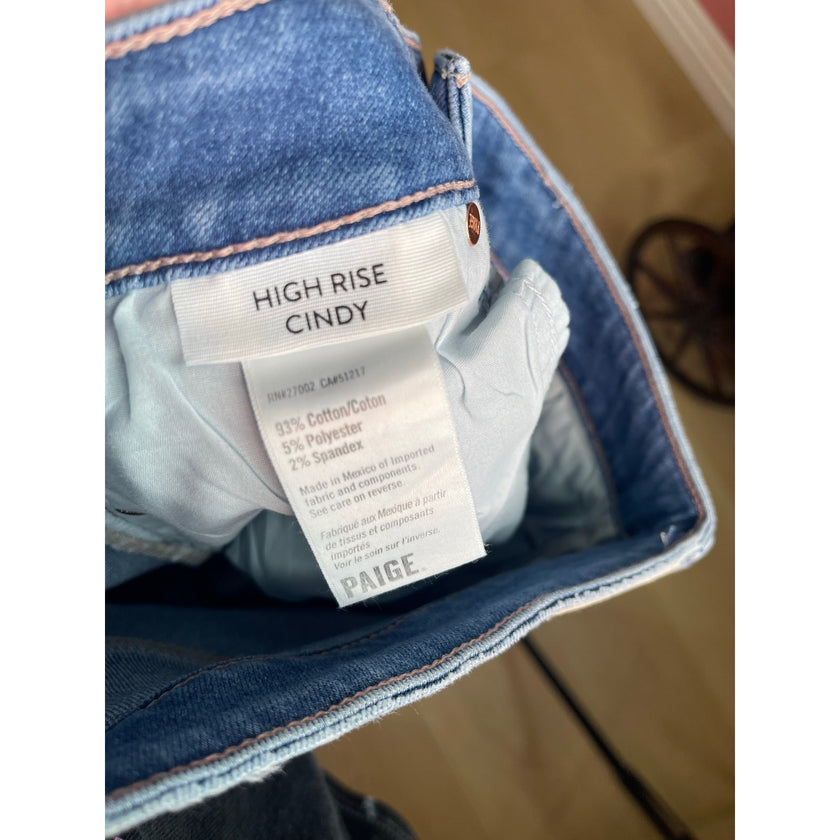 HIGH RISE
CINDY
RN#27002 CA#51217
93% Cotton/Coton
5% Polyester
2% Spandex
Made in Mexico of Imported
fabric and components.
See care on reverse.
Fabriqué aux Mexique à partir
de tissus et composants
importés
Voir le soin sur l'inverse.
PAIGE